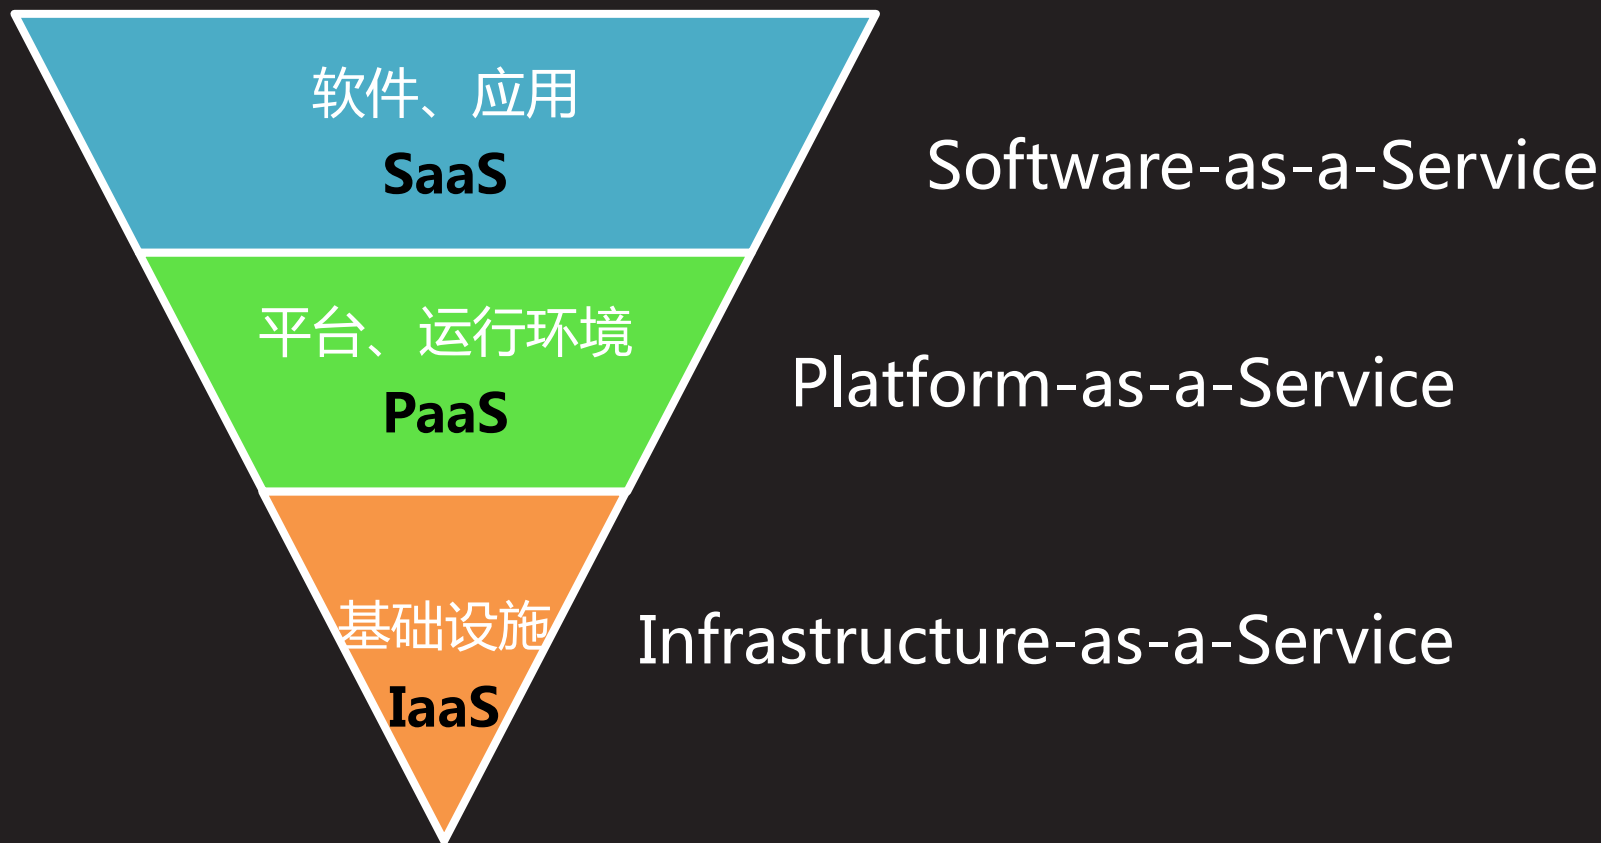 软件、应用
SaaS
Software-as-a-Service
平台、运行环境
PaaS
Platform-as-a-Service
基础设施
IaaS
Infrastructure-as-a-Service